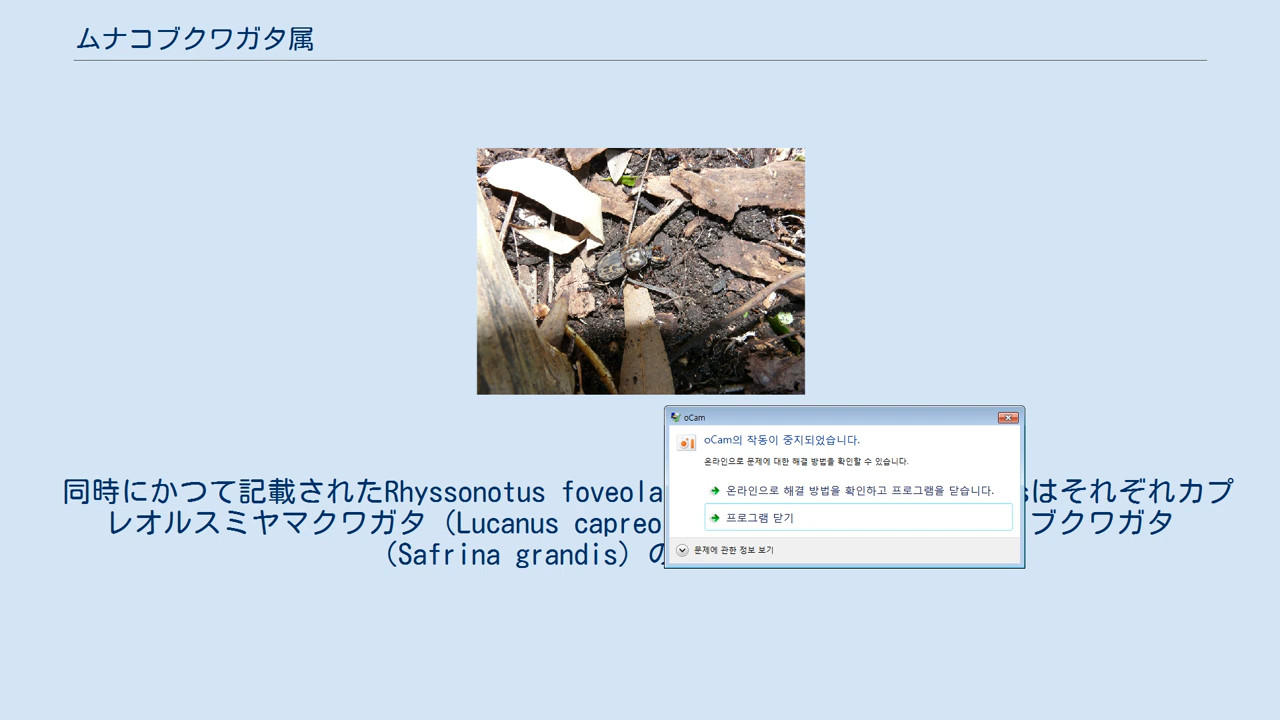 ムナコブクワガタ属
同時にかつて記載されたRhyssonotus foveola
sはそれぞれカプ
レオルスミヤマクワガタ（Lucanus capreo
ブクワガタ
（Safrina grandis）の
oCam
oCam의 작동이 중지되었습니다.
온라인으로 문제에 대한 해결 방법을 확인할 수 있습니다.
온라인으로 해결 방법을 확인하고 프로그램을 닫습니다.
프로그램 닫기
문제에 관한 정보 보기